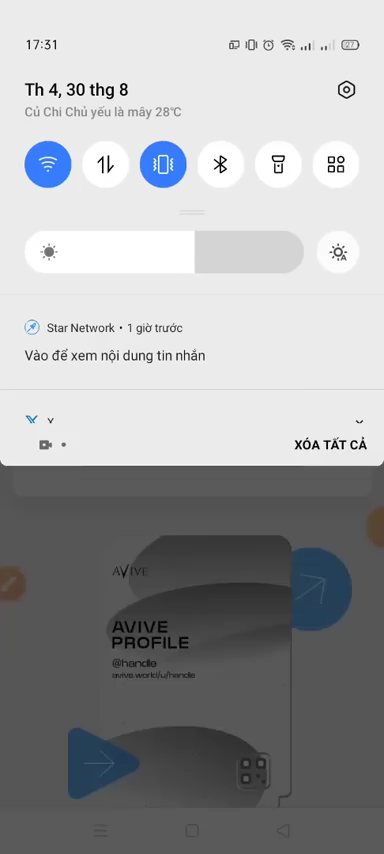 17:31
27
Th 4, 30 thg 8
Củ Chi Chủ yếu là mây 28°C
Star Network • 1 giờ trước
Vào để xem nội dung tin nhắn
XÓA TẤT CẢ
AVIVE
AVIVE
PROFILE
@handle
avive.world/u/handle